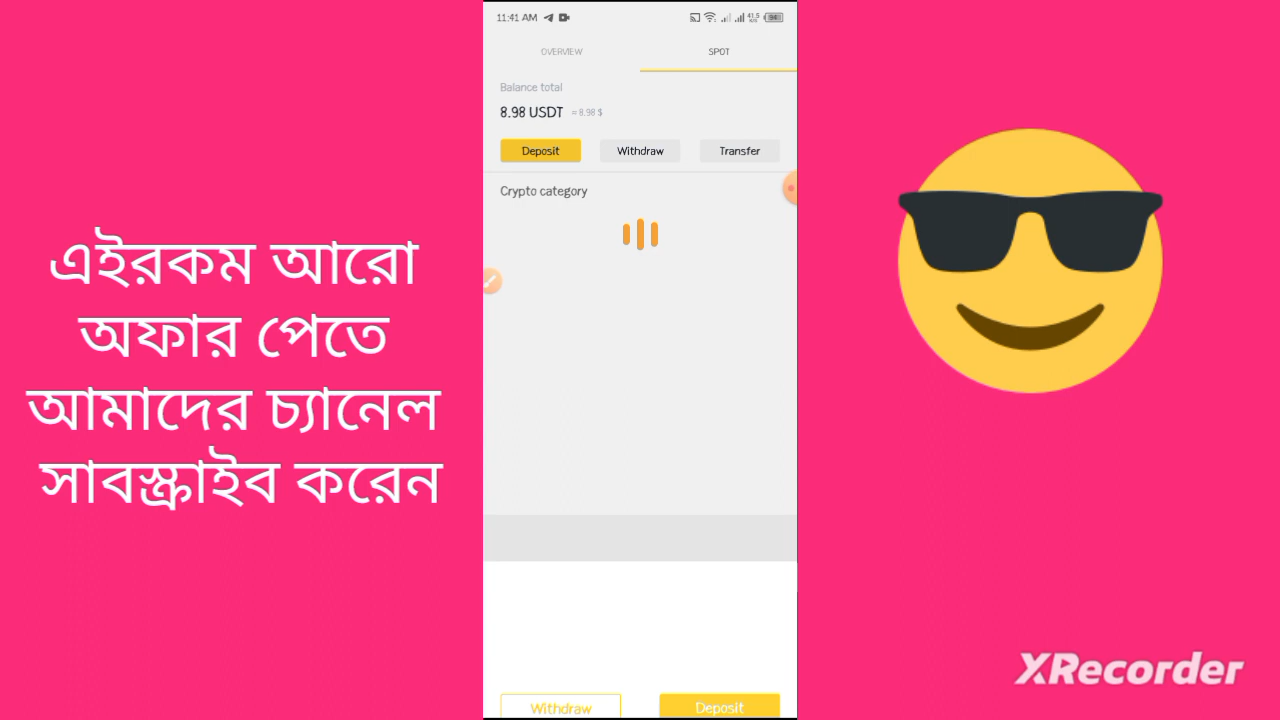 এইরকম আরো
অফার পেতে
আমাদের চ্যানেল
সাবস্ক্রাইব করেন
11:41 AM
OVERVIEW
SPOT
Balance total
8.98 USDT = 8.98 $
Deposit
Withdraw
Transfer
Crypto category
Withdraw
Deposit
XRecorder